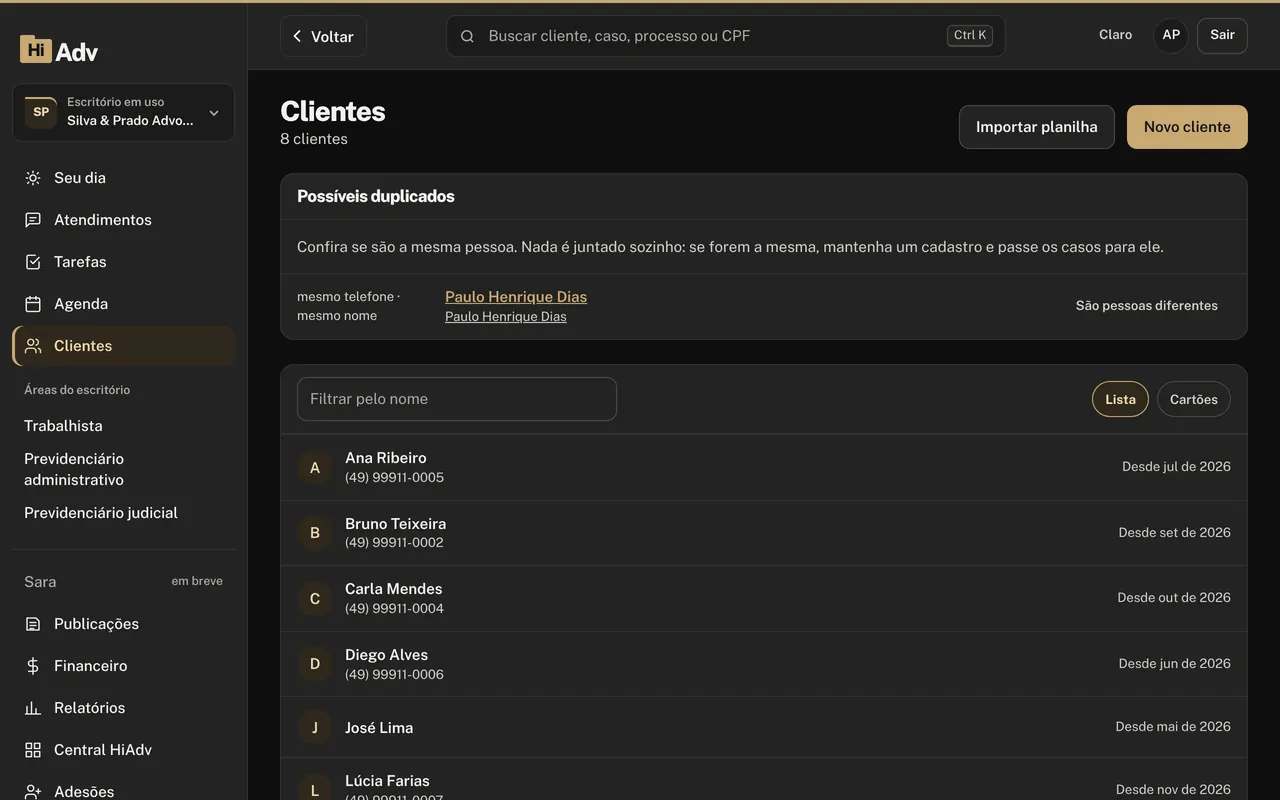 Hi Adv
Voltar
Buscar cliente, caso, processo ou CPF
Ctrl K
Claro
AP
Sair
SP
Escritório em uso
Silva & Prado Advo...
Seu dia
Atendimentos
Tarefas
Agenda
Clientes
Áreas do escritório
Trabalhista
Previdenciário
administrativo
Previdenciário judicial
Sara
em breve
Publicações
Financeiro
Relatórios
Central HiAdv
Adesões
Clientes
8 clientes
Importar planilha
Novo cliente
Possíveis duplicados
Confira se são a mesma pessoa. Nada é juntado sozinho: se forem a mesma, mantenha um cadastro e passe os casos para ele.
mesmo telefone ·
mesmo nome
Paulo Henrique Dias
Paulo Henrique Dias
São pessoas diferentes
Filtrar pelo nome
Lista
Cartões
A
Ana Ribeiro
(49) 99911-0005
Desde jul de 2026
B
Bruno Teixeira
(49) 99911-0002
Desde set de 2026
C
Carla Mendes
(49) 99911-0004
Desde out de 2026
D
Diego Alves
(49) 99911-0006
Desde jun de 2026
J
José Lima
Desde mai de 2026
L
Lúcia Farias
(49) 99911-0007
Desde nov de 2026